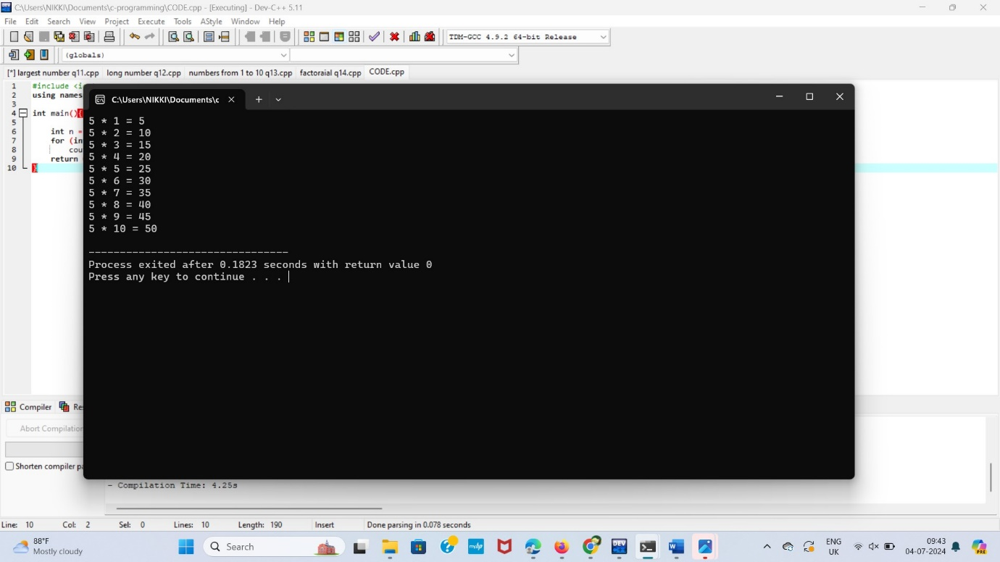 C:\Users\NIKKI\Documents\c-programming\CODE.cpp - [Executing] - Dev-C++ 5.11
File Edit Search View Project Execute Tools AStyle Window Help
TDM-GCC 4.9.2 64-bit Release
(globals)
[*] largest number q11.cpp long number q12.cpp numbers from 1 to 10 q13.cpp factoraial q14.cpp CODE.cpp
1 #include <i
2 using names
3
4 int main(){
5
6 int n =
7 for (in
8 cou
9 return
10 }
C:\Users\NIKKI\Documents\c
5 * 1 = 5
5 * 2 = 10
5 * 3 = 15
5 * 4 = 20
5 * 5 = 25
5 * 6 = 30
5 * 7 = 35
5 * 8 = 40
5 * 9 = 45
5 * 10 = 50
--------------------------------
Process exited after 0.1823 seconds with return value 0
Press any key to continue . . .
Compiler Re
Abort Compilation
Shorten compiler pa
- Compilation Time: 4.25s
Line: 10 Col: 2 Sel: 0 Lines: 10 Length: 190 Insert Done parsing in 0.078 seconds
88°F
Mostly cloudy
Search
myhp
DEV
ENG
UK
09:43
04-07-2024
PRE